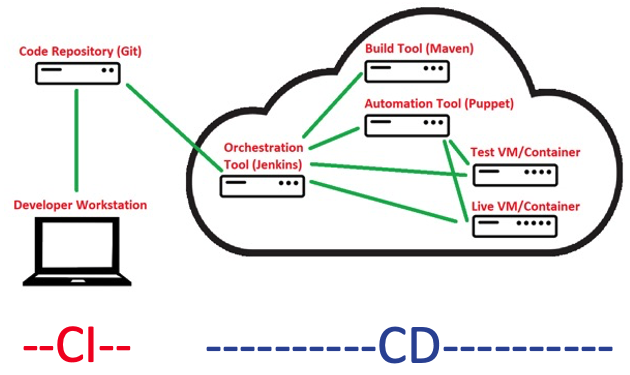 Code Repository (Git)
Build Tool (Maven)
Automation Tool (Puppet)
Orchestration
Tool (Jenkins)
Test VM/Container
Developer Workstation
Live VM/Container
--CI--
----------CD----------